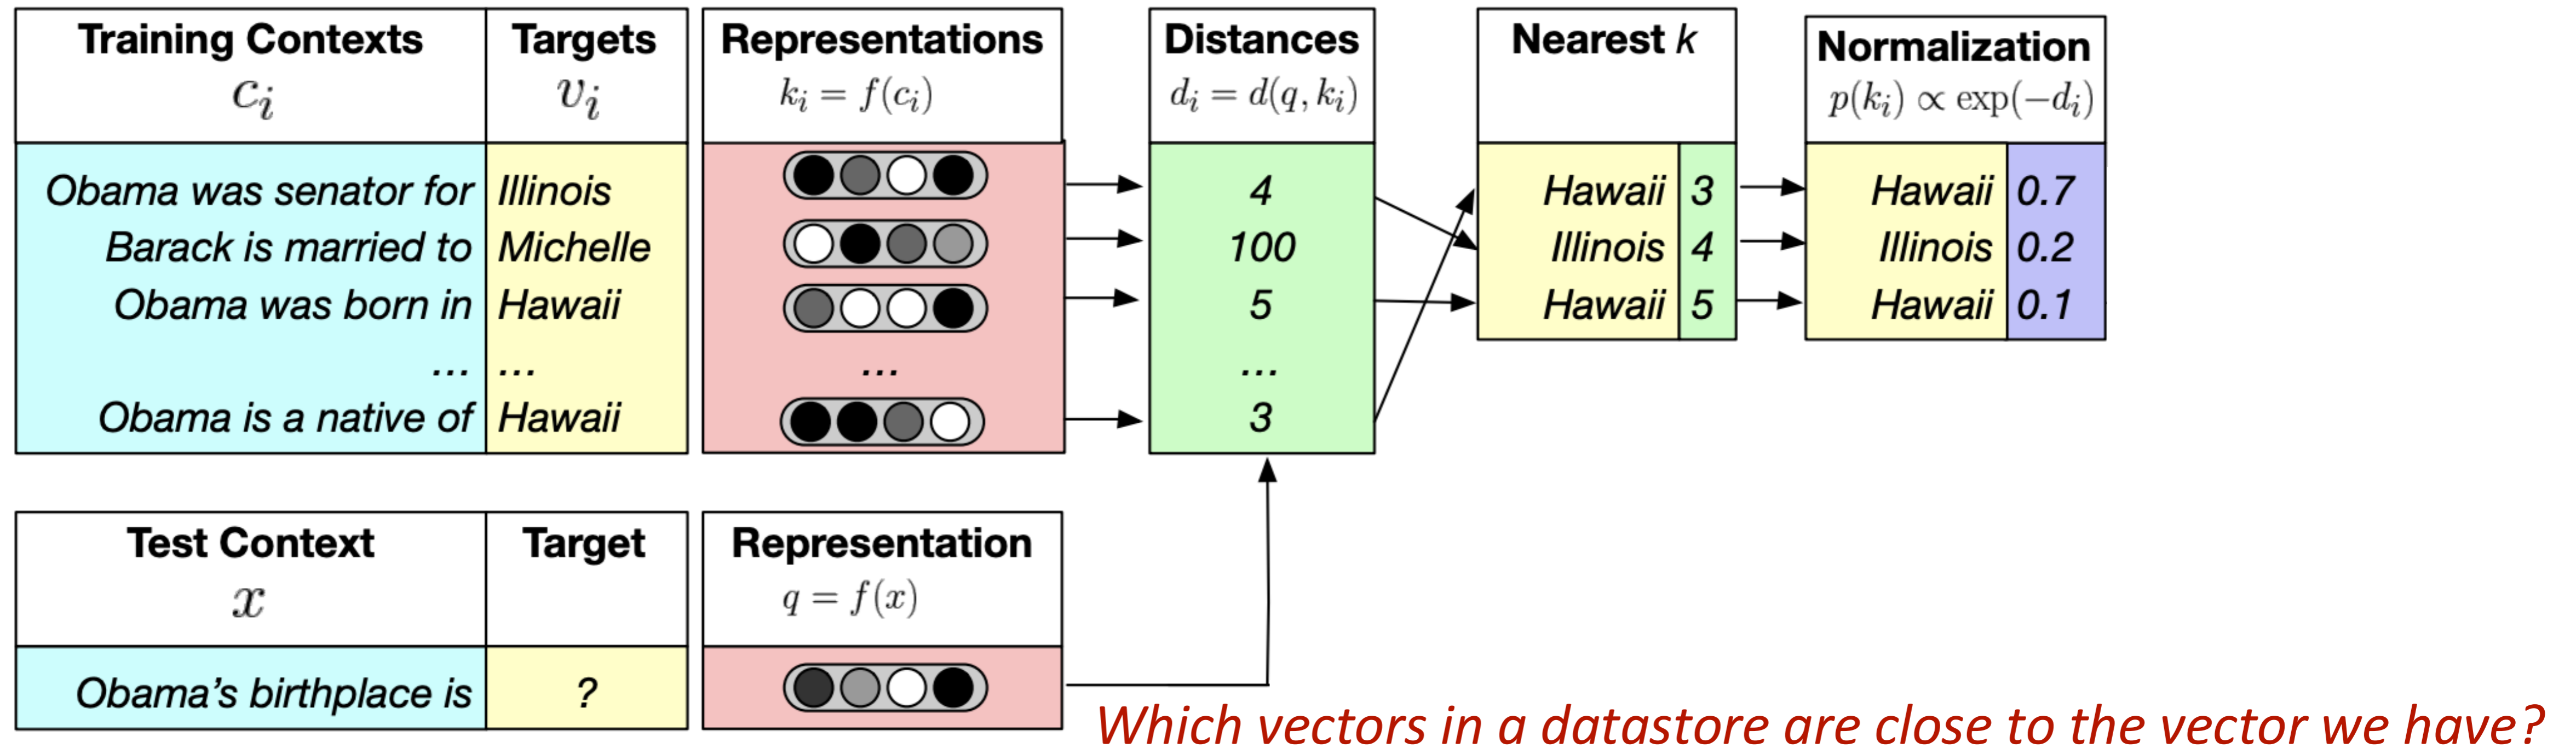 Training Contexts Targets Representations Distances Nearest k Normalization
c_i v_i k_i = f(c_i) d_i = d(q, k_i) p(k_i) ∝ exp(−d_i)
Obama was senator for Illinois 4 Hawaii 3 Hawaii 0.7
Barack is married to Michelle 100 Illinois 4 Illinois 0.2
Obama was born in Hawaii 5 Hawaii 5 Hawaii 0.1
... ... ... ...
Obama is a native of Hawaii 3
Test Context Target Representation
x q = f(x)
Obama’s birthplace is ?
Which vectors in a datastore are close to the vector we have?